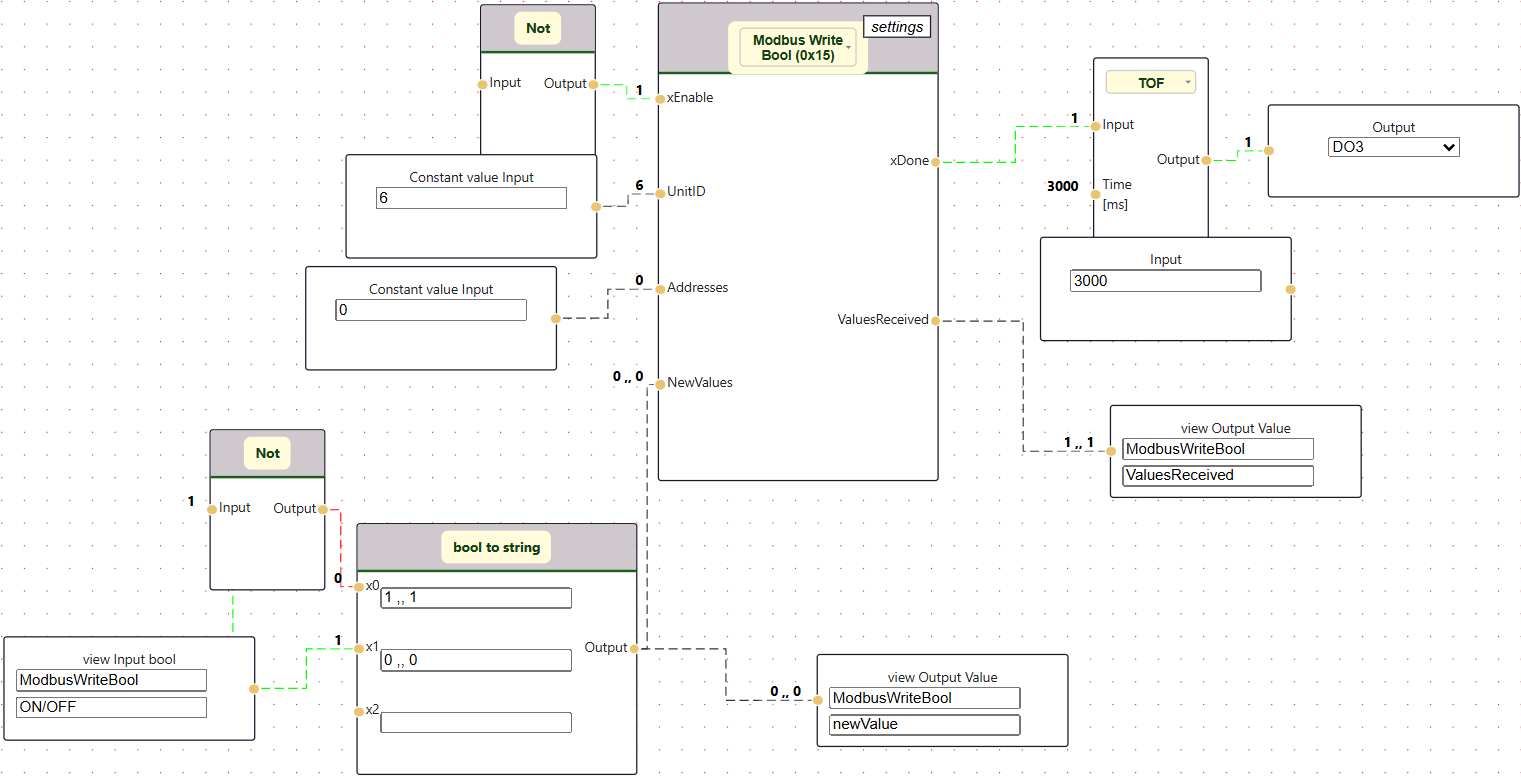 Not
Input
Output
1
settings
Modbus Write
Bool (0x15)
xEnable
xDone
UnitID
Addresses
ValuesReceived
NewValues
Constant value Input
6
6
Constant value Input
0
0
0 ,, 0
TOF
1
Input
Output
3000
Time
[ms]
1
Output
DO3
Input
3000
1 ,, 1
view Output Value
ModbusWriteBool
ValuesReceived
Not
1
Input
Output
0
bool to string
x0
1 ,, 1
1
x1
0 ,, 0
Output
x2
view Input bool
ModbusWriteBool
ON/OFF
0 ,, 0
view Output Value
ModbusWriteBool
newValue